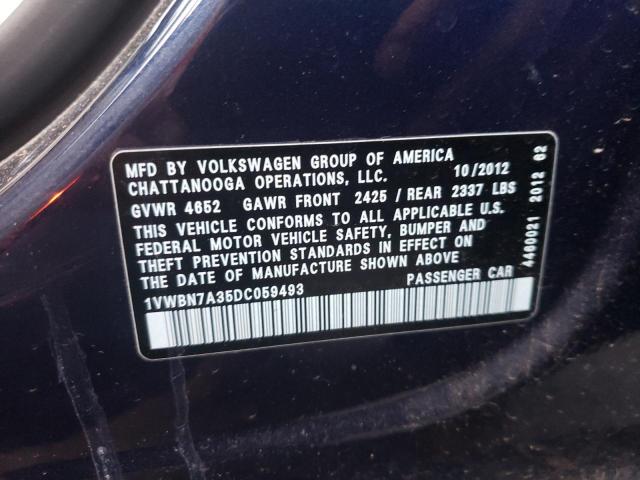 MFD BY VOLKSWAGEN GROUP OF AMERICA
CHATTANOOGA OPERATIONS, LLC. 10/2012
GVWR 4652 GAWR FRONT 2425 / REAR 2337 LBS
THIS VEHICLE CONFORMS TO ALL APPLICABLE U.S.
FEDERAL MOTOR VEHICLE SAFETY, BUMPER AND
THEFT PREVENTION STANDARDS IN EFFECT ON
THE DATE OF MANUFACTURE SHOWN ABOVE
1VWBN7A35DC059493 PASSENGER CAR
4460021 2012 02